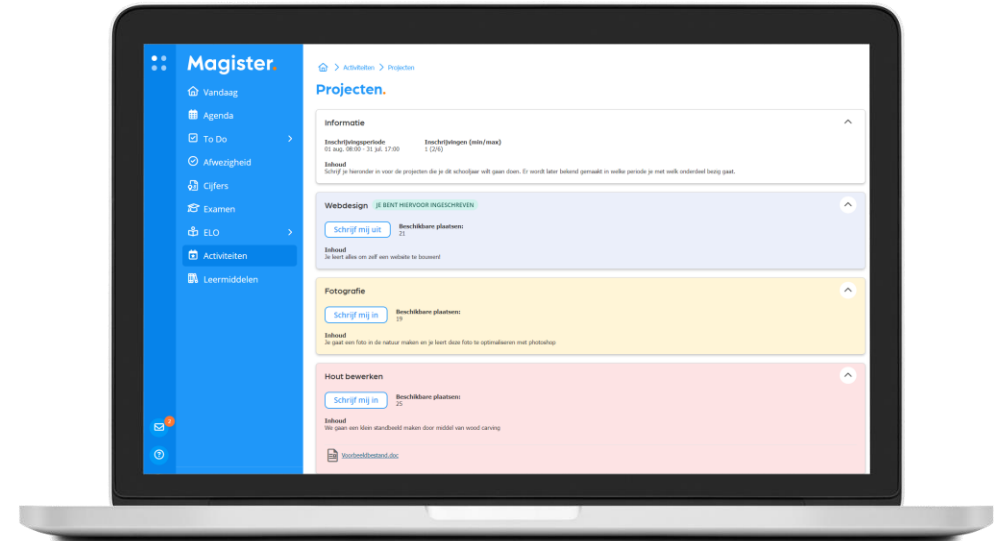 Magister.
Vandaag
Agenda
To Do
Afwezigheid
Cijfers
Examen
ELO
Activiteiten
Leermiddelen
2
Activiteiten > Projecten
Projecten.
Informatie
Inschrijvingsperiode Inschrijvingen (min/max)
01 aug. 08:00 - 31 jul. 17:00 1 (2/6)
Inhoud
Schrijf je hieronder in voor de projecten die je dit schooljaar wilt gaan doen. Er wordt later bekend gemaakt in welke periode je met welk onderdeel bezig gaat.
Webdesign JE BENT HIERVOOR INGESCHREVEN
Schrijf mij uit Beschikbare plaatsen:
21
Inhoud
Je leert alles om zelf een website te bouwen!
Fotografie
Schrijf mij in Beschikbare plaatsen:
19
Inhoud
Je gaat een foto in de natuur maken en je leert deze foto te optimaliseren met photoshop
Hout bewerken
Schrijf mij in Beschikbare plaatsen:
25
Inhoud
We gaan een klein standbeeld maken door middel van wood carving
Voorbeeldbestand.doc